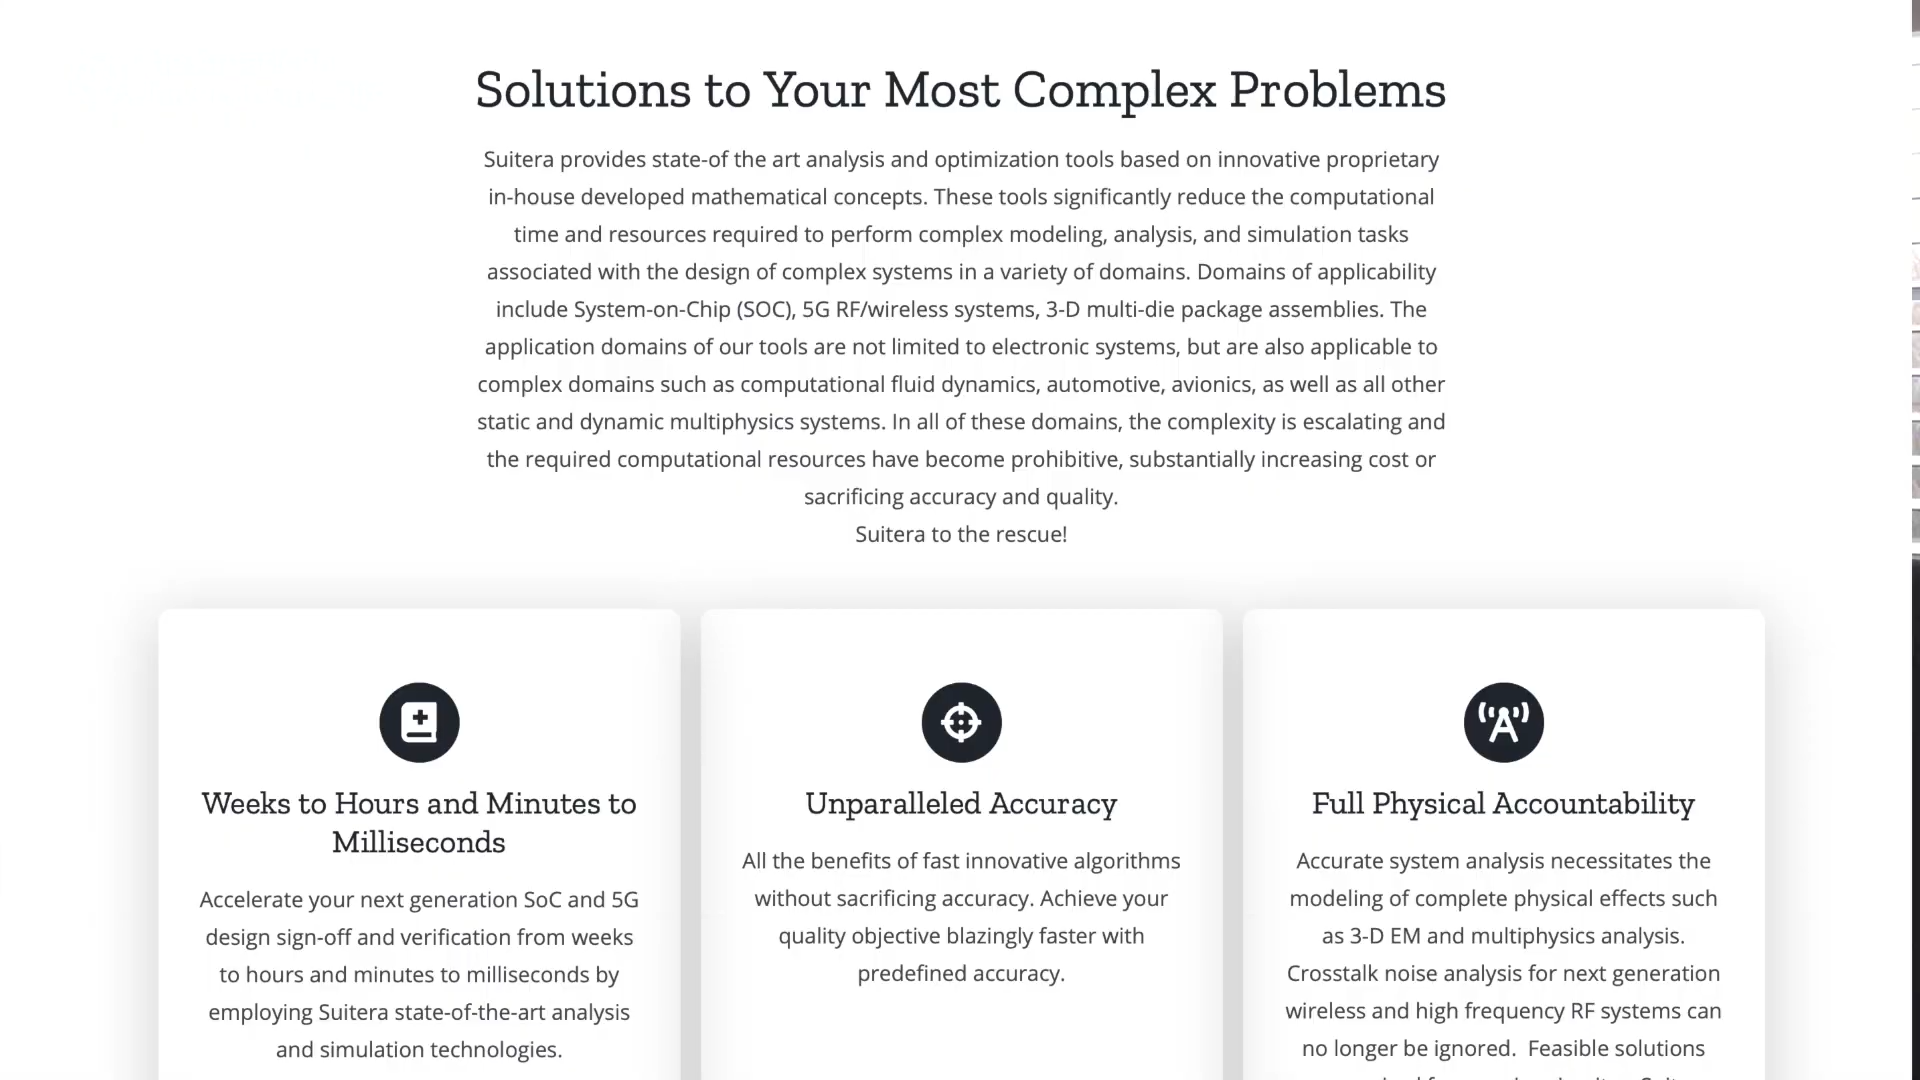 Solutions to Your Most Complex Problems
Suitera provides state-of the art analysis and optimization tools based on innovative proprietary
in-house developed mathematical concepts. These tools significantly reduce the computational
time and resources required to perform complex modeling, analysis, and simulation tasks
associated with the design of complex systems in a variety of domains. Domains of applicability
include System-on-Chip (SOC), 5G RF/wireless systems, 3-D multi-die package assemblies. The
application domains of our tools are not limited to electronic systems, but are also applicable to
complex domains such as computational fluid dynamics, automotive, avionics, as well as all other
static and dynamic multiphysics systems. In all of these domains, the complexity is escalating and
the required computational resources have become prohibitive, substantially increasing cost or
sacrificing accuracy and quality.
Suitera to the rescue!
Weeks to Hours and Minutes to
Milliseconds
Accelerate your next generation SoC and 5G
design sign-off and verification from weeks
to hours and minutes to milliseconds by
employing Suitera state-of-the-art analysis
and simulation technologies.
Unparalleled Accuracy
All the benefits of fast innovative algorithms
without sacrificing accuracy. Achieve your
quality objective blazingly faster with
predefined accuracy.
Full Physical Accountability
Accurate system analysis necessitates the
modeling of complete physical effects such
as 3-D EM and multiphysics analysis.
Crosstalk noise analysis for next generation
wireless and high frequency RF systems can
no longer be ignored. Feasible solutions